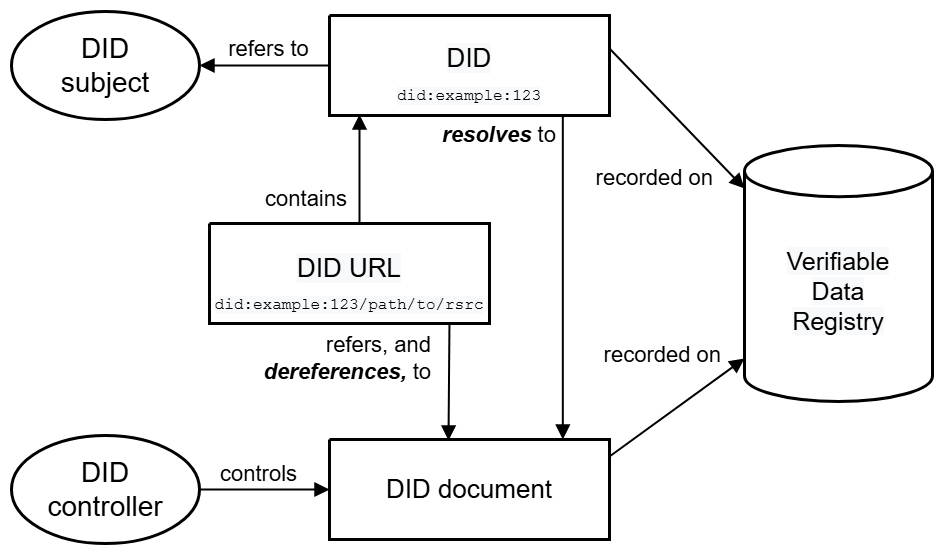 DID
subject
refers to
DID
did:example:123
resolves to
recorded on
contains
DID URL
did:example:123/path/to/rsrc
Verifiable
Data
Registry
refers, and
dereferences, to
recorded on
DID
controller
controls
DID document